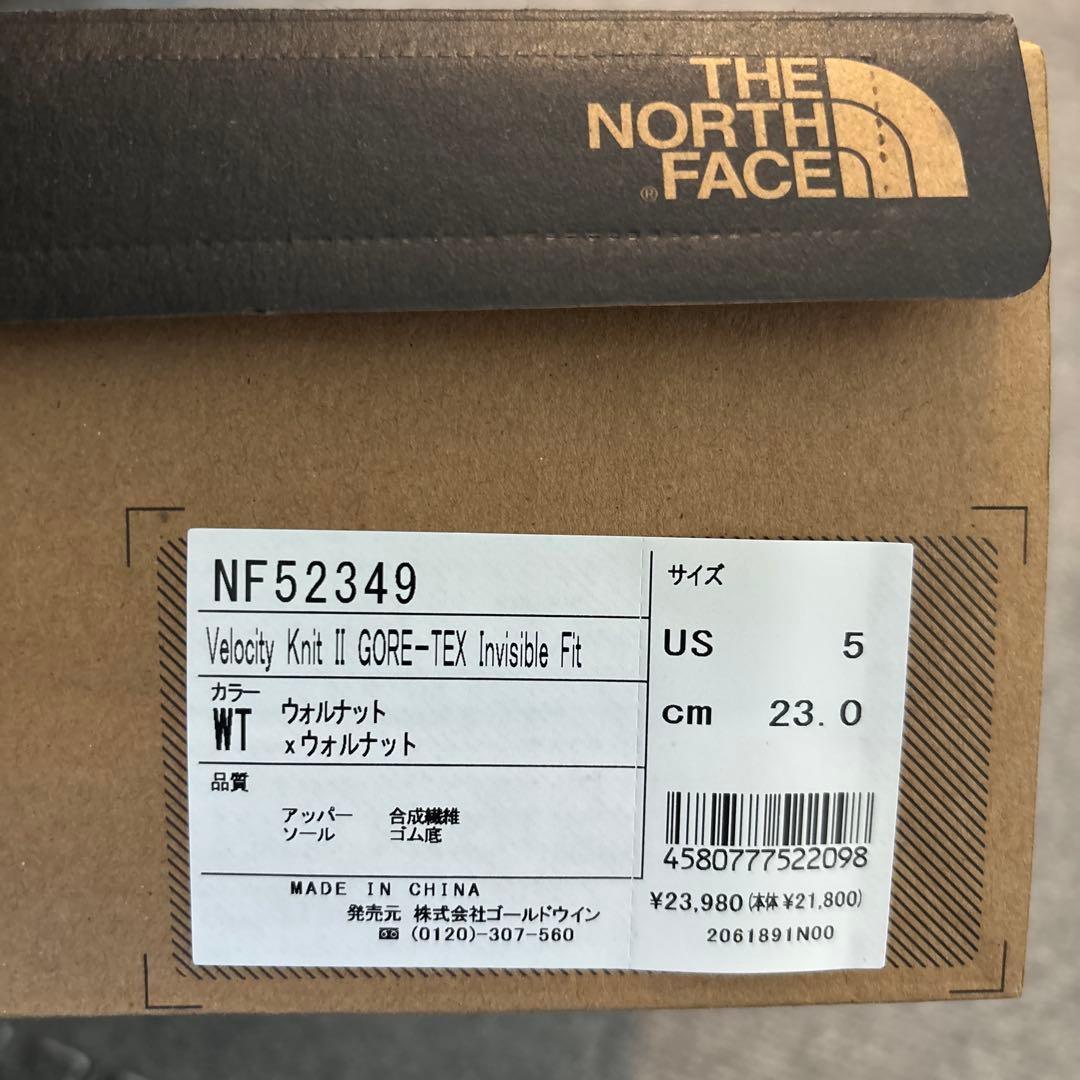 THE
NORTH
FACE
®
NF52349
Velocity Knit Ⅱ GORE-TEX Invisible Fit
カラー
WT ウォルナット
xウォルナット
品質
アッパー 合成繊維
ソール ゴム底
MADE IN CHINA
発売元 株式会社ゴールドウイン
(0120)-307-560
サイズ
US 5
cm 23.0
4580777522098
¥23,980(本体¥21,800)
2061891N00